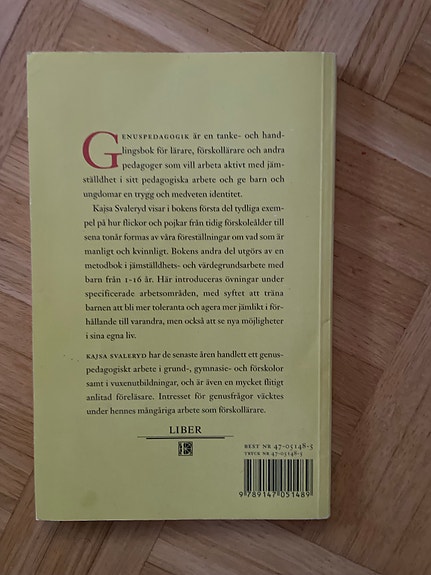 GENUSPEDAGOGIK är en tanke- och hand-
lingsbok för lärare, förskollärare och andra
pedagoger som vill arbeta aktivt med jäm-
ställdhet i sitt pedagogiska arbete och ge barn och
ungdomar en trygg och medveten identitet.
Kajsa Svaleryd visar i bokens första del tydliga exem-
pel på hur flickor och pojkar från tidig förskoleålder till
sena tonår formas av våra föreställningar om vad som är
manligt och kvinnligt. Bokens andra del utgörs av en
metodbok i jämställdhets- och värdegrundsarbete med
barn från 1-16 år. Här introduceras övningar under
specificerade arbetsområden, med syftet att träna
barnen att bli mer toleranta och agera mer jämlikt i för-
hållande till varandra, men också att se nya möjligheter
i sina egna liv.
KAJSA SVALERYD har de senaste åren handlett ett genus-
pedagogiskt arbete i grund-, gymnasie- och förskolor
samt i vuxenutbildningar, och är även en mycket flitigt
anlitad föreläsare. Intresset för genusfrågor väcktes
under hennes mångåriga arbete som förskollärare.
LIBER
BEST NR 47-05148-5
TRYCK NR 47-05148-5
9 789147 051489